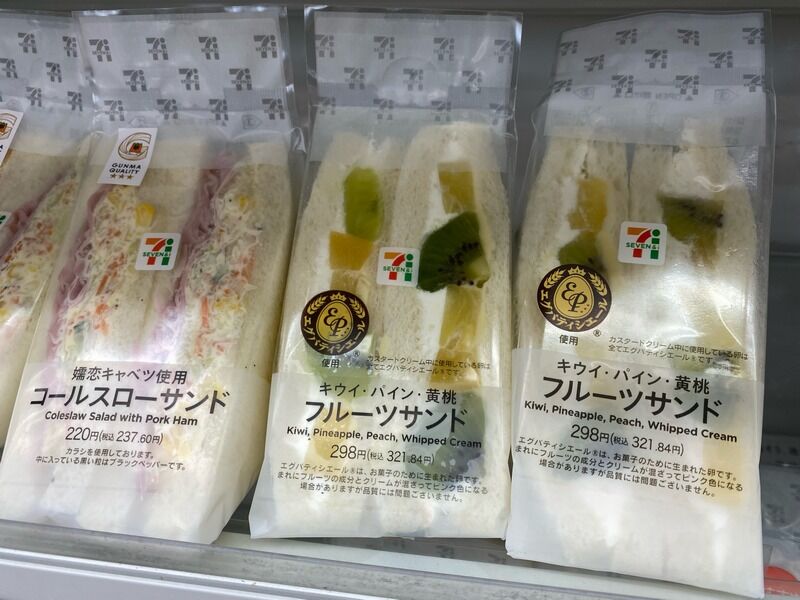 GUNMA
QUALITY
★★★
7
SEVEN&i
嬬恋キャベツ使用
コールスローサンド
Coleslaw Salad with Pork Ham
220円(税込 237.60円)
カラシを使用しております。
中に入っている黒い粒はブラックペパーです。
7
SEVEN&i
エグパティシエール
EP
®
使用
カスタードクリーム中に使用している卵は
全てエグパティシエール®です。
キウイ・パイン・黄桃
フルーツサンド
Kiwi, Pineapple, Peach, Whipped Cream
298円(税込 321.84円)
エグパティシエール®は、お菓子のために生まれた卵です。
まれにフルーツの成分とクリームが混ざってピンク色になる
場合がありますが品質には問題ございません。
7
SEVEN&i
エグパティシエール
EP
®
使用
カスタードクリーム中に使用している卵は
全てエグパティシエール®です。
キウイ・パイン・黄桃
フルーツサンド
Kiwi, Pineapple, Peach, Whipped Cream
298円(税込 321.84円)
エグパティシエール®は、お菓子のために生まれた卵です。
まれにフルーツの成分とクリームが混ざってピンク色になる
場合がありますが品質には問題ございません。